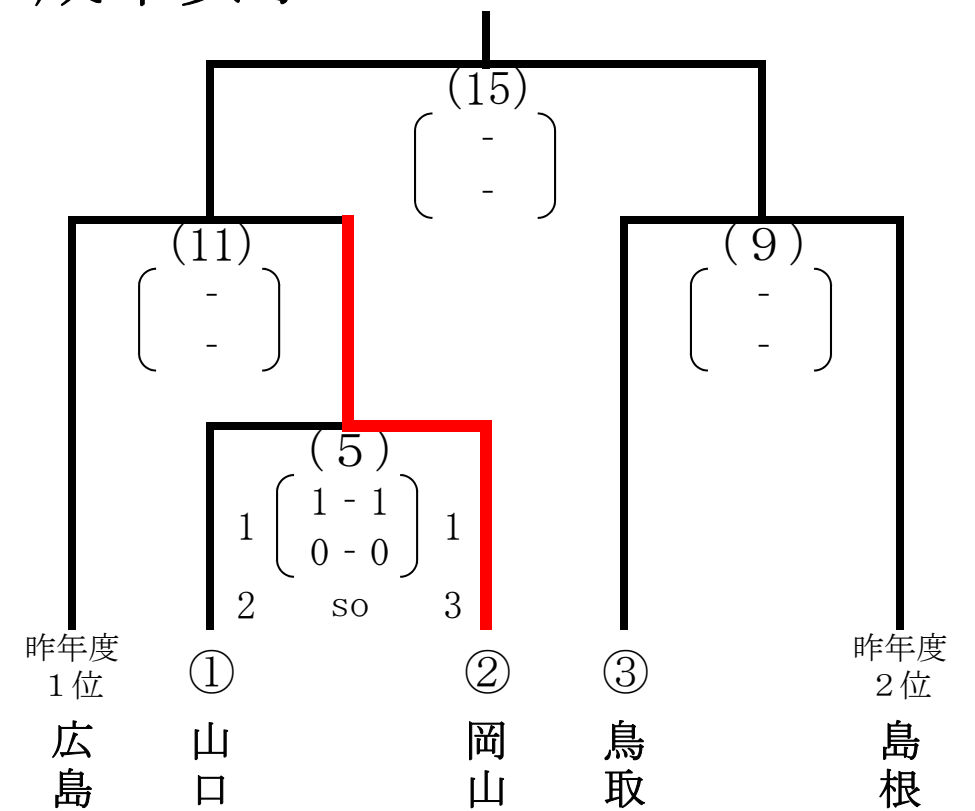 (15)
-
-
(11)
-
-
(９)
-
-
(５)
1 - 1
1 1
0 - 0
2 so 3
昨年度
１位
広島
①
山口
②
岡山
③
鳥取
昨年度
２位
島根